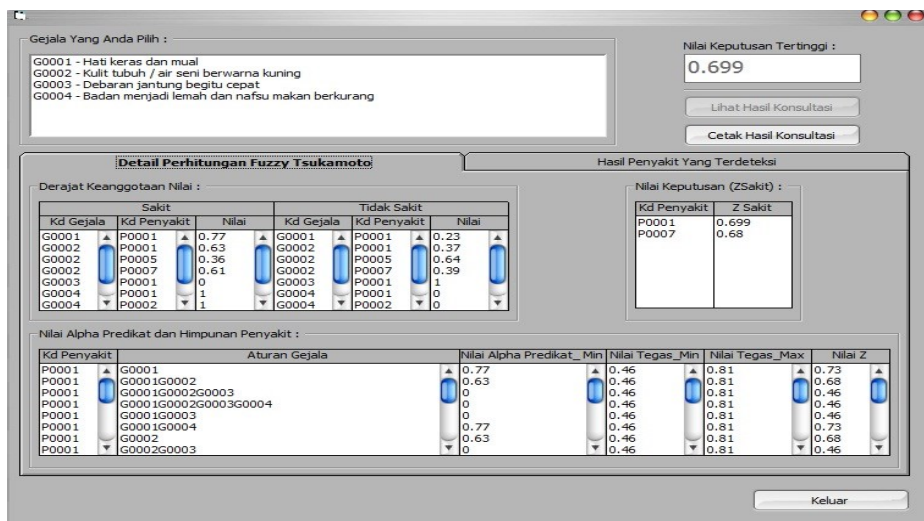 Gejala Yang Anda Pilih :
G0001 - Hati keras dan mual
G0002 - Kulit tubuh / air seni berwarna kuning
G0003 - Debaran jantung begitu cepat
G0004 - Badan menjadi lemah dan nafsu makan berkurang
Nilai Keputusan Tertinggi :
0.699
Lihat Hasil Konsultasi
Cetak Hasil Konsultasi
Detail Perhitungan Fuzzy Tsukamoto
Hasil Penyakit Yang Terdeteksi
Derajat Keanggotaan Nilai :
Sakit Tidak Sakit
Kd Gejala Kd Penyakit Nilai Kd Gejala Kd Penyakit Nilai
G0001 P0001 0.77 G0001 P0001 0.23
G0002 P0001 0.63 G0002 P0001 0.37
G0002 P0005 0.36 G0002 P0005 0.64
G0002 P0007 0.61 G0002 P0007 0.39
G0003 P0001 0 G0003 P0001 1
G0004 P0001 1 G0004 P0001 0
G0004 P0002 1 G0004 P0002 0
Nilai Keputusan (ZSakit) :
Kd Penyakit Z Sakit
P0001 0.699
P0007 0.68
Nilai Alpha Predikat dan Himpunan Penyakit :
Kd Penyakit Aturan Gejala Nilai Alpha Predikat_Min Nilai Tegas_Min Nilai Tegas_Max Nilai Z
P0001 G0001 0.77 0.46 0.81 0.73
P0001 G0001G0002 0.63 0.46 0.81 0.68
P0001 G0001G0002G0003 0 0.46 0.81 0.46
P0001 G0001G0002G0003G0004 0 0.46 0.81 0.46
P0001 G0001G0003 0 0.46 0.81 0.46
P0001 G0001G0004 0.77 0.46 0.81 0.73
P0001 G0002 0.63 0.46 0.81 0.68
P0001 G0002G0003 0 0.46 0.81 0.46
Keluar